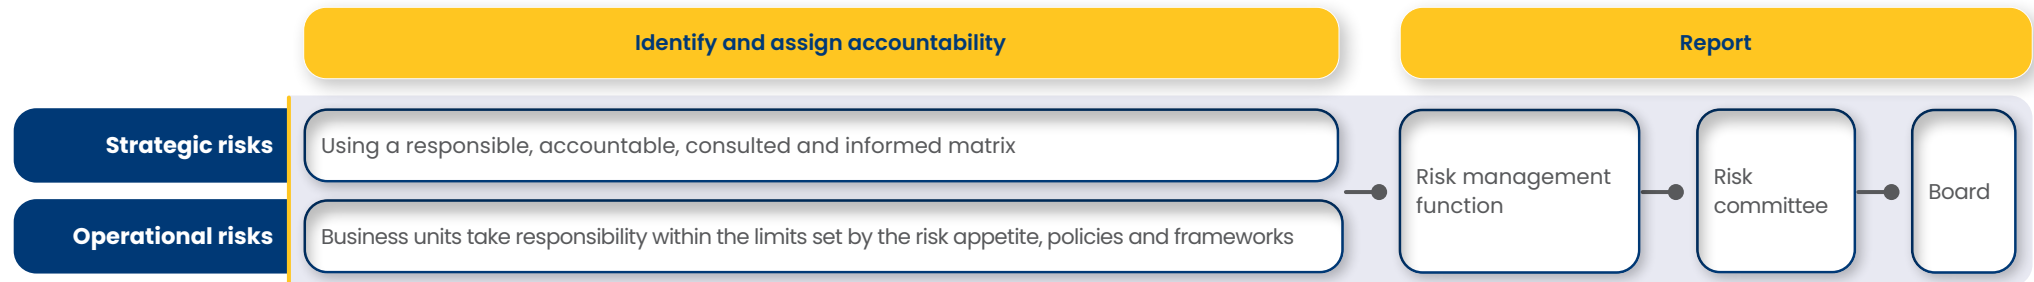 Identify and assign accountability
Report
Strategic risks
Using a responsible, accountable, consulted and informed matrix
Operational risks
Business units take responsibility within the limits set by the risk appetite, policies and frameworks
Risk management
function
Risk
committee
Board